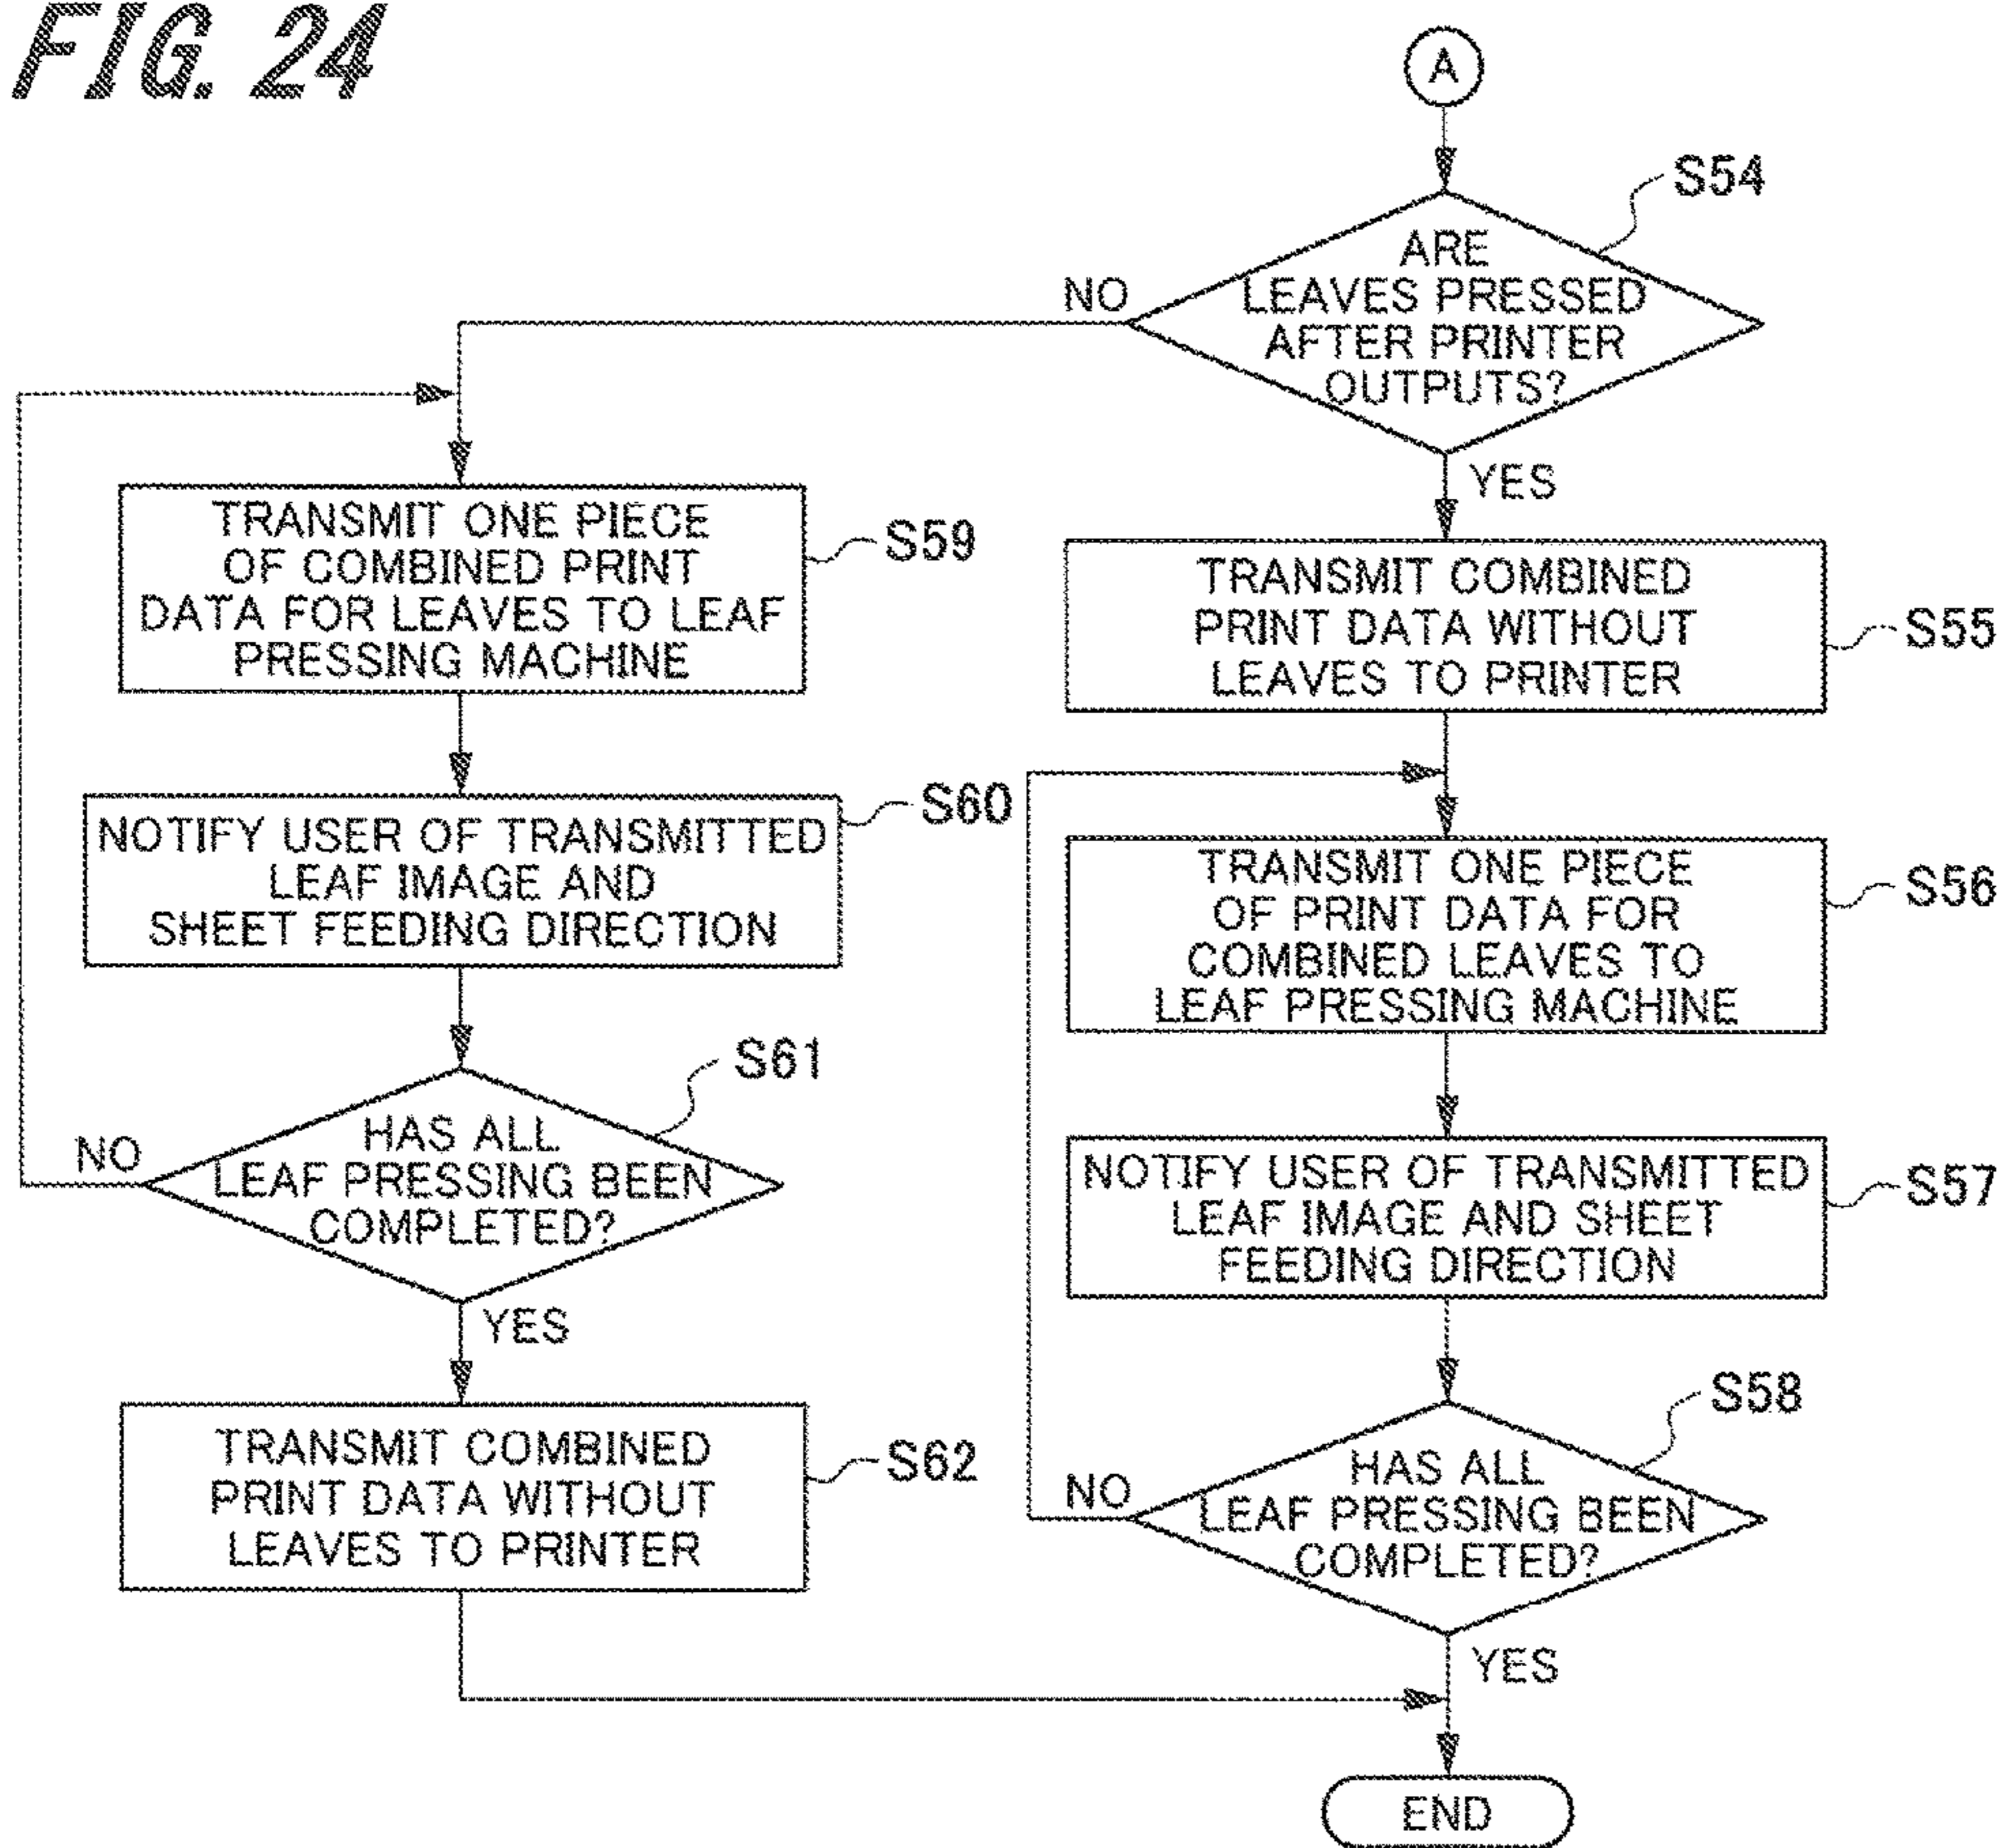 FIG. 24
A
S54
ARE
LEAVES PRESSED
AFTER PRINTER
OUTPUTS?
NO
YES
TRANSMIT COMBINED
PRINT DATA WITHOUT
LEAVES TO PRINTER
S55
TRANSMIT ONE PIECE
OF PRINT DATA FOR
COMBINED LEAVES TO
LEAF PRESSING MACHINE
S56
NOTIFY USER OF TRANSMITTED
LEAF IMAGE AND SHEET
FEEDING DIRECTION
S57
S58
HAS ALL
LEAF PRESSING BEEN
COMPLETED?
NO
YES
TRANSMIT ONE PIECE
OF COMBINED PRINT
DATA FOR LEAVES TO LEAF
PRESSING MACHINE
S59
NOTIFY USER OF TRANSMITTED
LEAF IMAGE AND
SHEET FEEDING DIRECTION
S60
S61
HAS ALL
LEAF PRESSING BEEN
COMPLETED?
NO
YES
TRANSMIT COMBINED
PRINT DATA WITHOUT
LEAVES TO PRINTER
S62
END